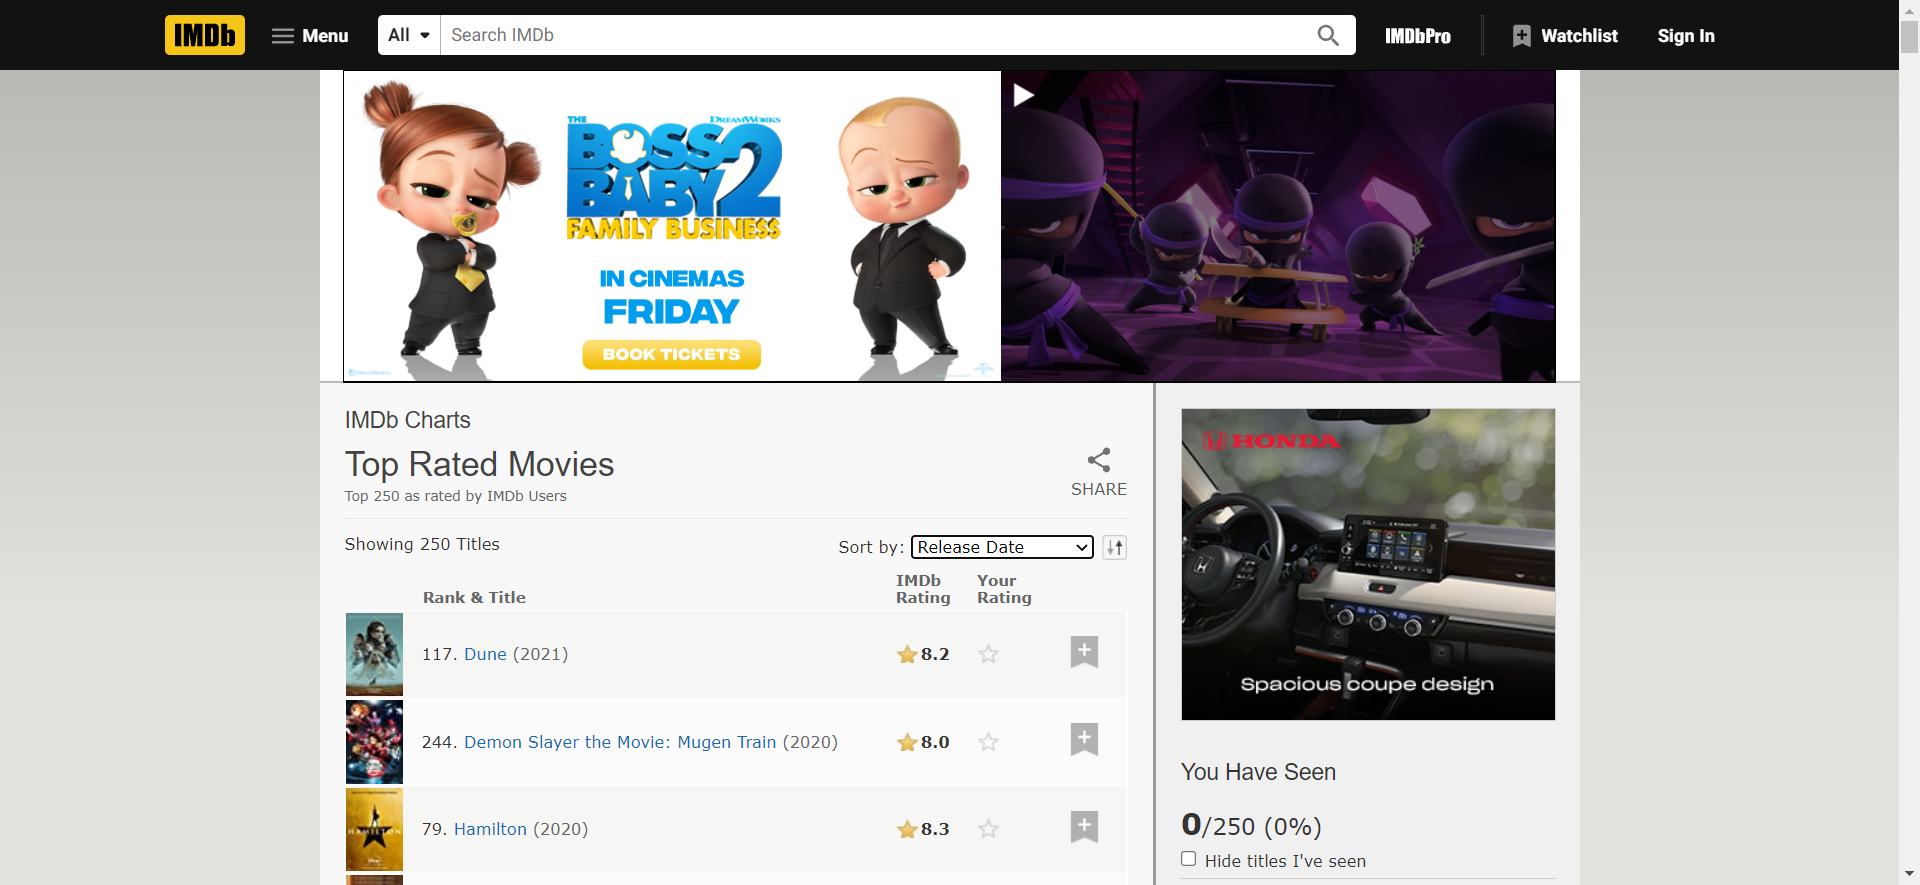 IMDb Menu All Search IMDb IMDbPro Watchlist Sign In
THE DREAMWORKS
BOSS
BABY 2
FAMILY BUSINESS
IN CINEMAS
FRIDAY
BOOK TICKETS
IMDb Charts
Top Rated Movies
Top 250 as rated by IMDb Users
SHARE
Showing 250 Titles
Sort by: Release Date
Rank & Title
IMDb
Rating
Your
Rating
117. Dune (2021) 8.2
244. Demon Slayer the Movie: Mugen Train (2020) 8.0
HAMILTON
79. Hamilton (2020) 8.3
HONDA
Spacious coupe design
You Have Seen
0/250 (0%)
Hide titles I've seen